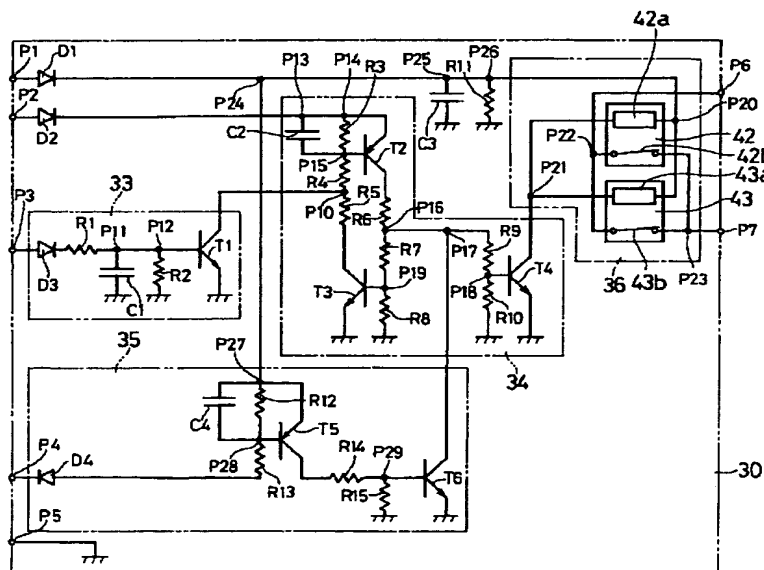 42a
P13
P14
P25
P26
P1
D1
R3
R11
P6
P2
P24
C3
P20
D2
C2
T2
P22
42
P15
R4
42b
33
P10
R5
P21
43a
P3
R1
P11
P12
R6
P16
43
T1
R7
P17
R9
P7
D3
R2
T3
P19
P18
T4
36
43b
P23
C1
R8
R10
35
P27
34
R12
C4
T5
P4
D4
P28
R14
P29
R13
R15
T6
30
P5